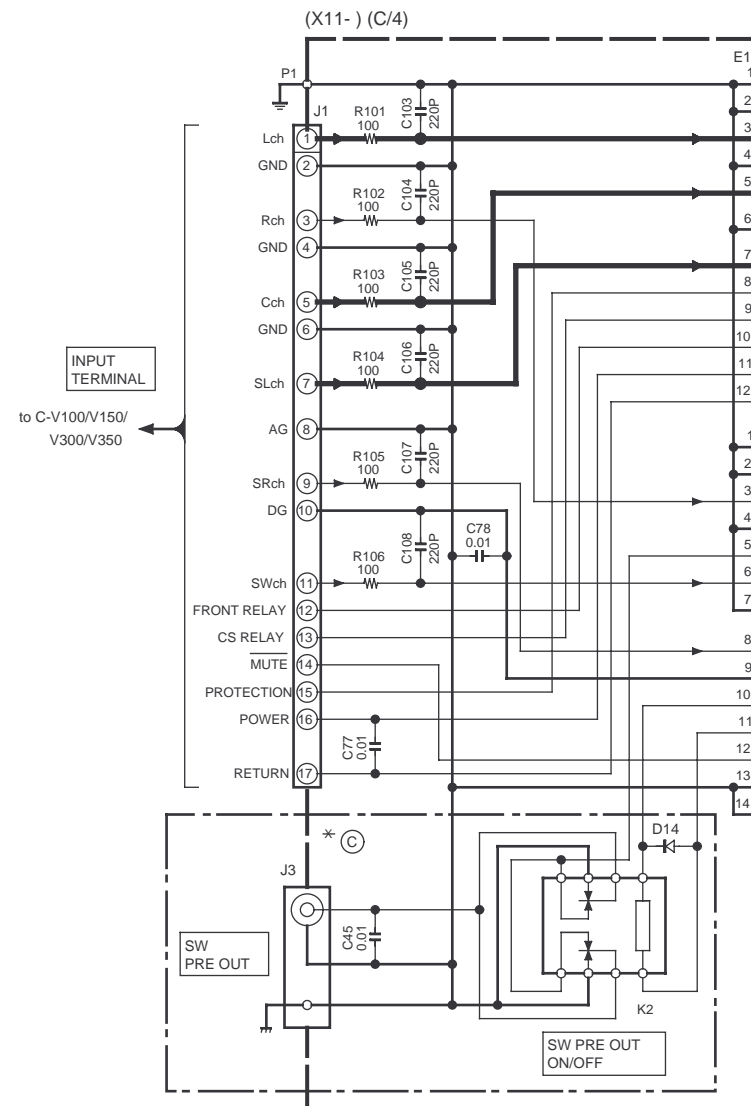 (X11- ) (C/4)
E1
P1
1
2
J1
R101
100
C103
220P
3
Lch
1
GND
2
4
5
R102
100
C104
220P
Rch
3
6
GND
4
7
R103
100
C105
220P
8
Cch
5
9
GND
6
10
R104
100
C106
220P
11
SLch
7
12
INPUT
TERMINAL
to C-V100/V150/
V300/V350
AG
8
1
R105
100
C107
220P
2
SRch
9
3
DG
10
4
C78
0.01
5
R106
100
C108
220P
SWch
11
6
FRONT RELAY
12
7
CS RELAY
13
8
MUTE
14
9
PROTECTION
15
10
POWER
16
11
C77
0.01
12
RETURN
17
13
14
* C
D14
J3
SW
PRE OUT
C45
0.01
K2
SW PRE OUT
ON/OFF